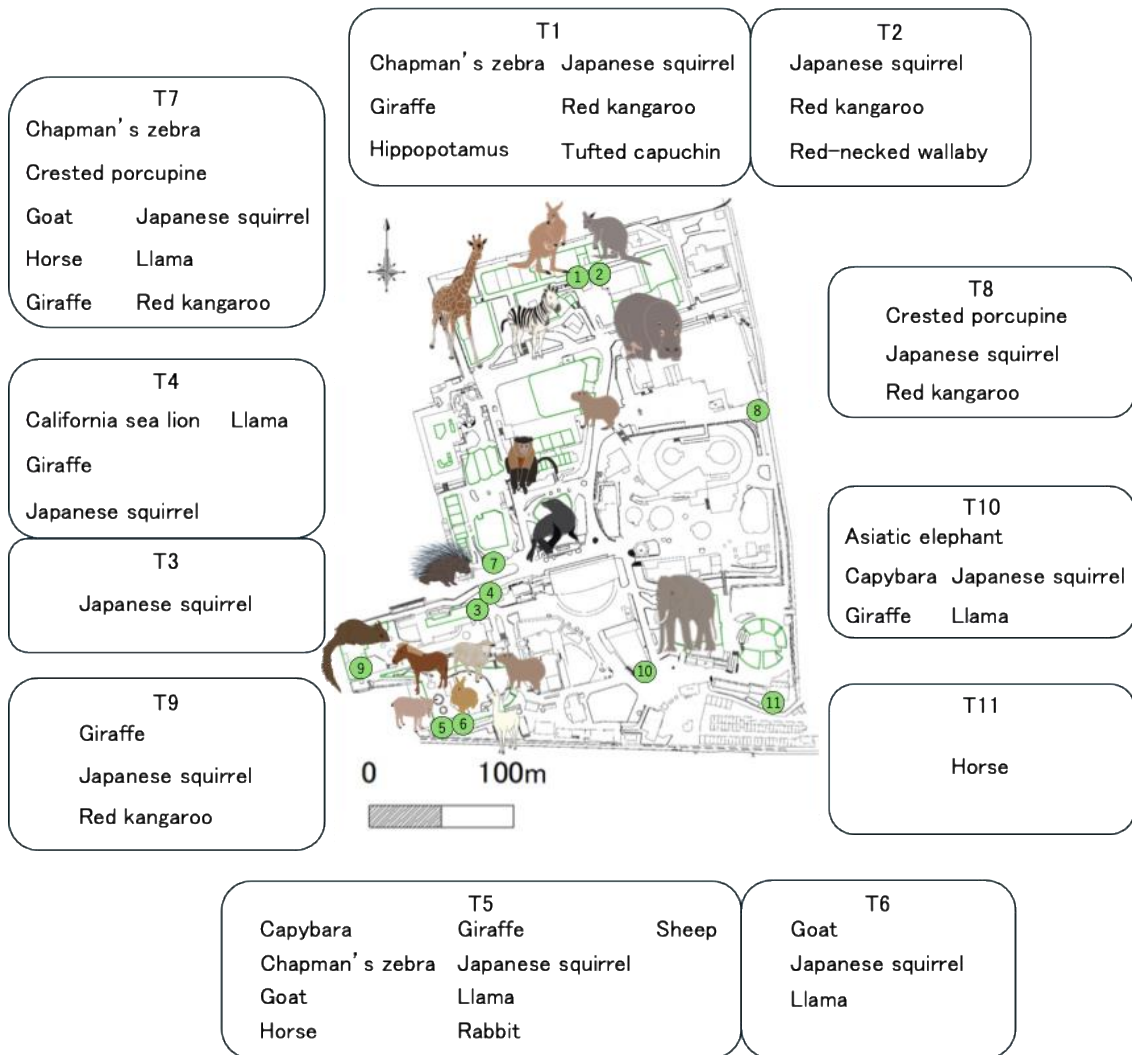 T1
Chapman's zebra Japanese squirrel
Giraffe Red kangaroo
Hippopotamus Tufted capuchin
T2
Japanese squirrel
Red kangaroo
Red-necked wallaby
T7
Chapman's zebra
Crested porcupine
Goat Japanese squirrel
Horse Llama
Giraffe Red kangaroo
T8
Crested porcupine
Japanese squirrel
Red kangaroo
T4
California sea lion Llama
Giraffe
Japanese squirrel
T3
Japanese squirrel
T10
Asiatic elephant
Capybara Japanese squirrel
Giraffe Llama
T9
Giraffe
Japanese squirrel
Red kangaroo
T11
Horse
1 2
8
7
4
3
9
10
11
5 6
0 100m
T5
Capybara Giraffe Sheep
Chapman's zebra Japanese squirrel
Goat Llama
Horse Rabbit
T6
Goat
Japanese squirrel
Llama